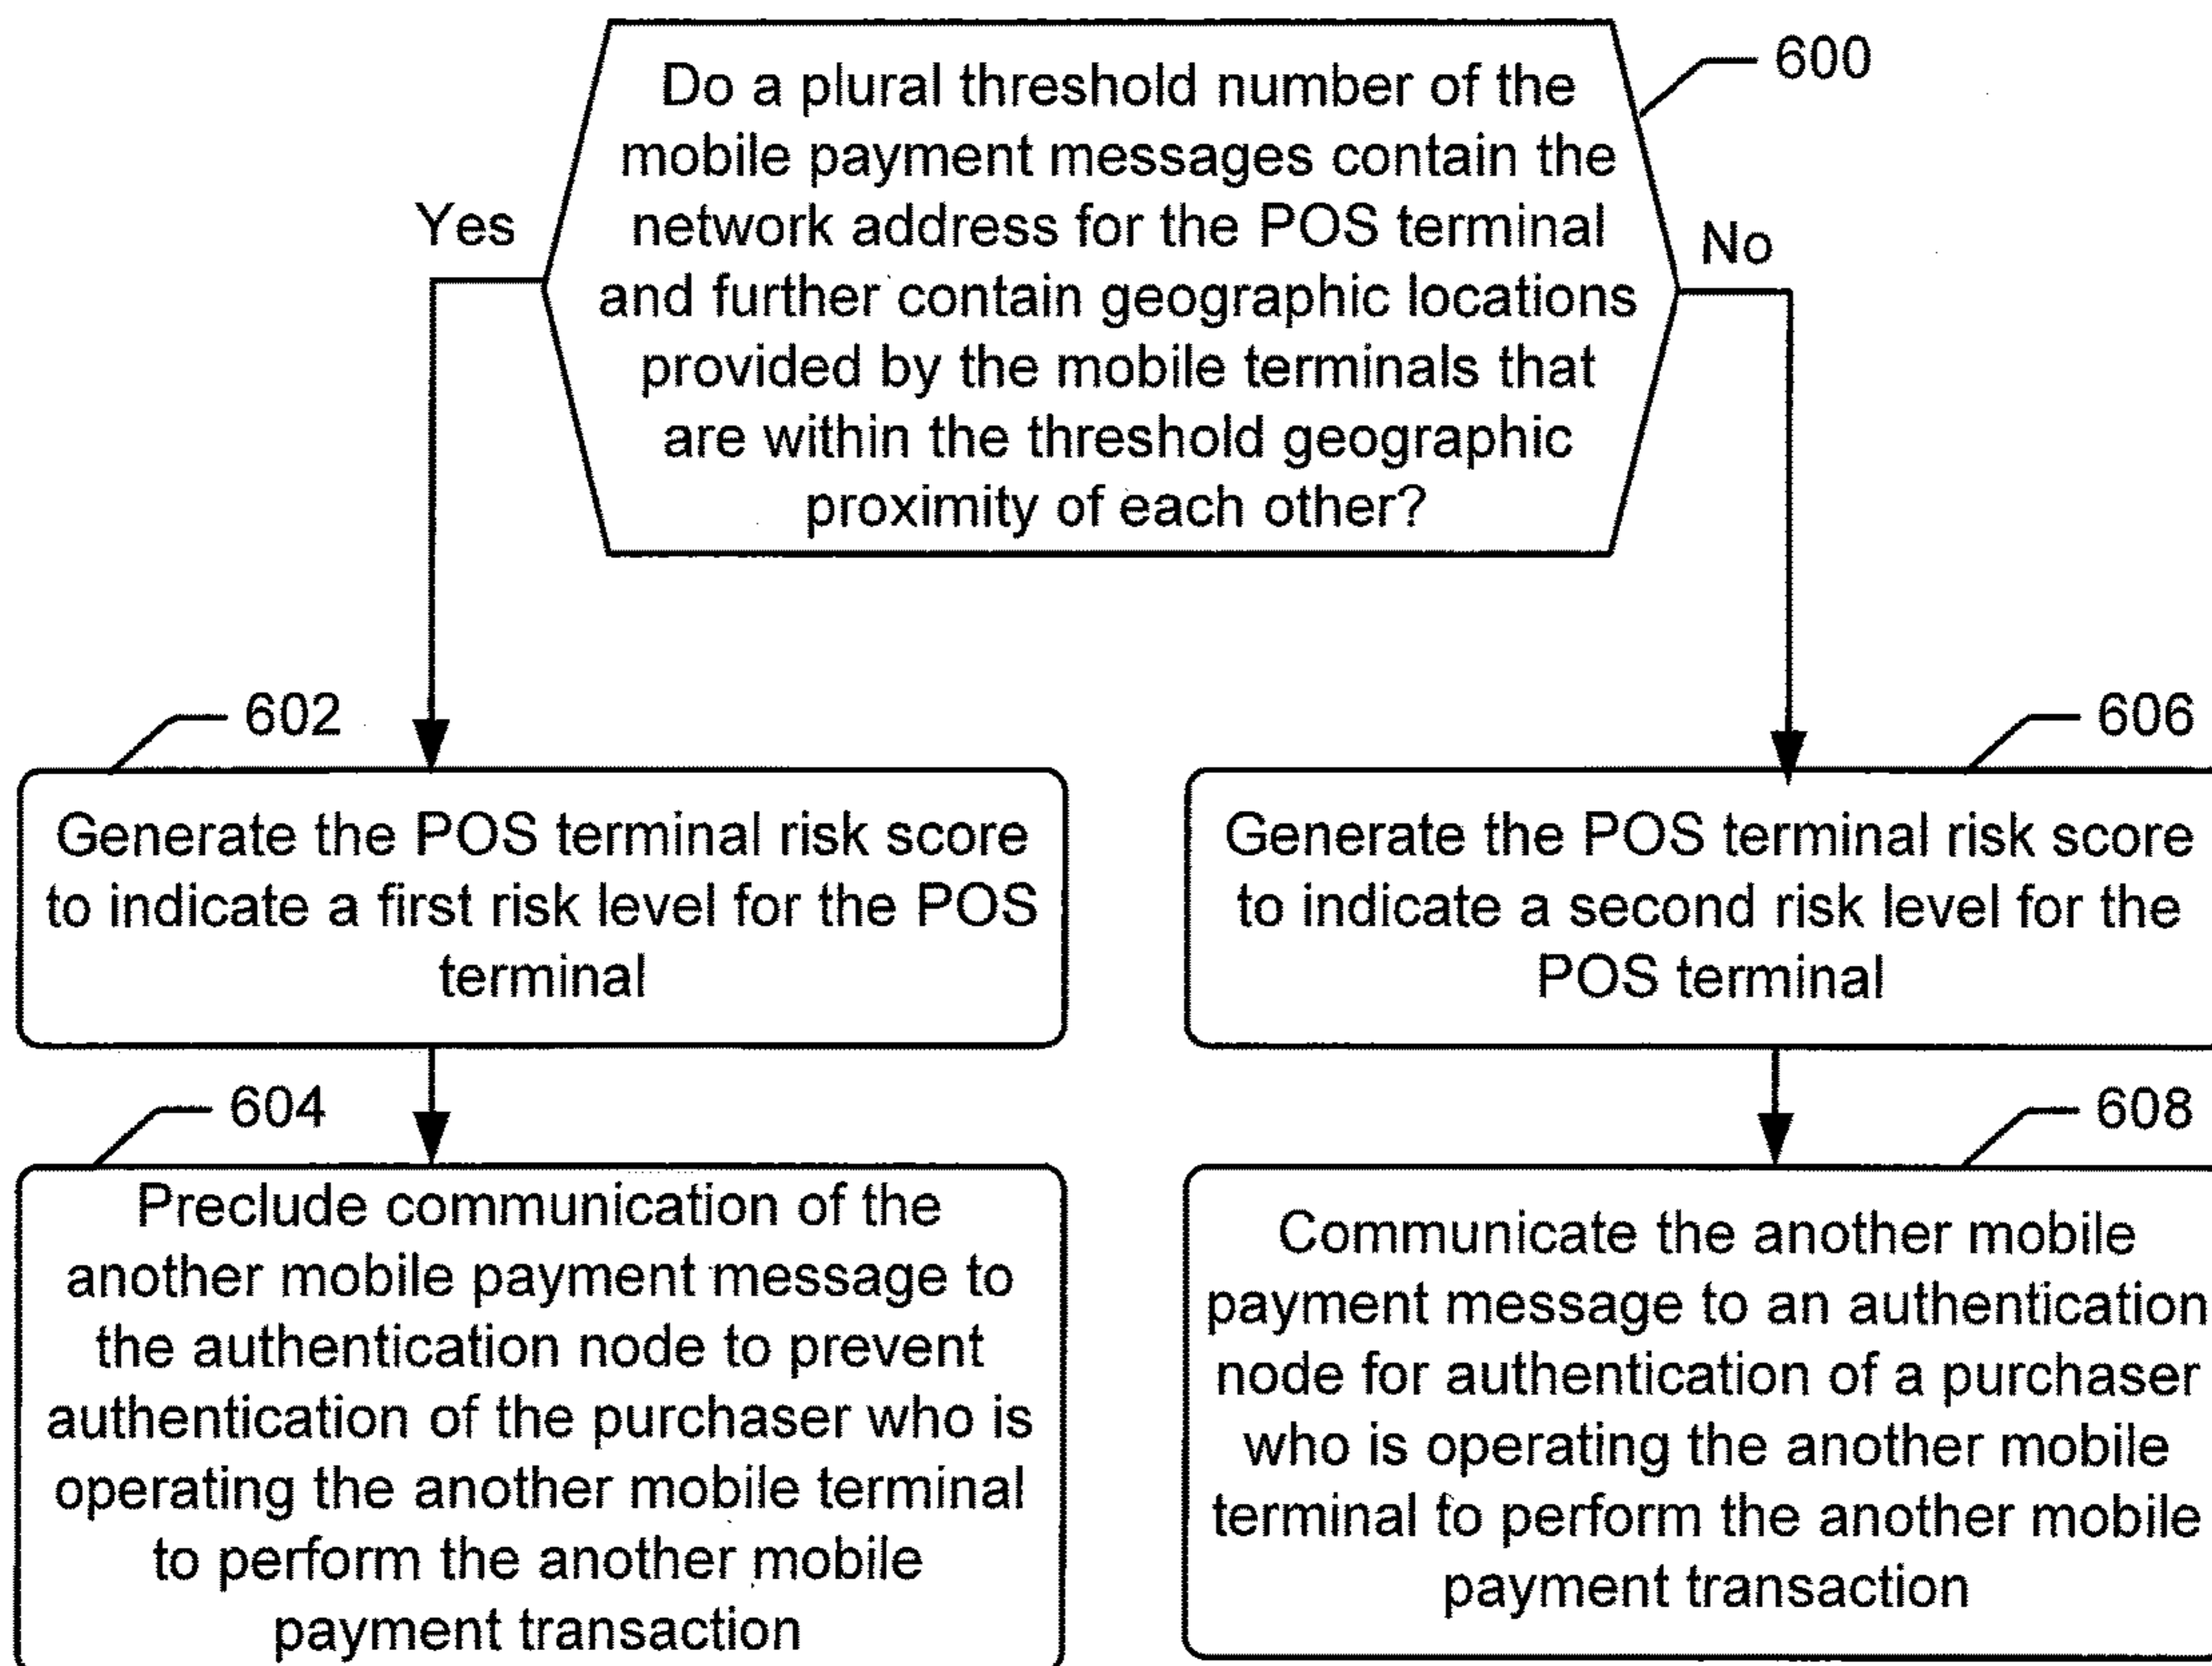 600
Do a plural threshold number of the
mobile payment messages contain the
network address for the POS terminal
and further contain geographic locations
provided by the mobile terminals that
are within the threshold geographic
proximity of each other?
Yes
No
602
Generate the POS terminal risk score
to indicate a first risk level for the POS
terminal
606
Generate the POS terminal risk score
to indicate a second risk level for the
POS terminal
604
Preclude communication of the
another mobile payment message to
the authentication node to prevent
authentication of the purchaser who is
operating the another mobile terminal
to perform the another mobile
payment transaction
608
Communicate the another mobile
payment message to an authentication
node for authentication of a purchaser
who is operating the another mobile
terminal to perform the another mobile
payment transaction